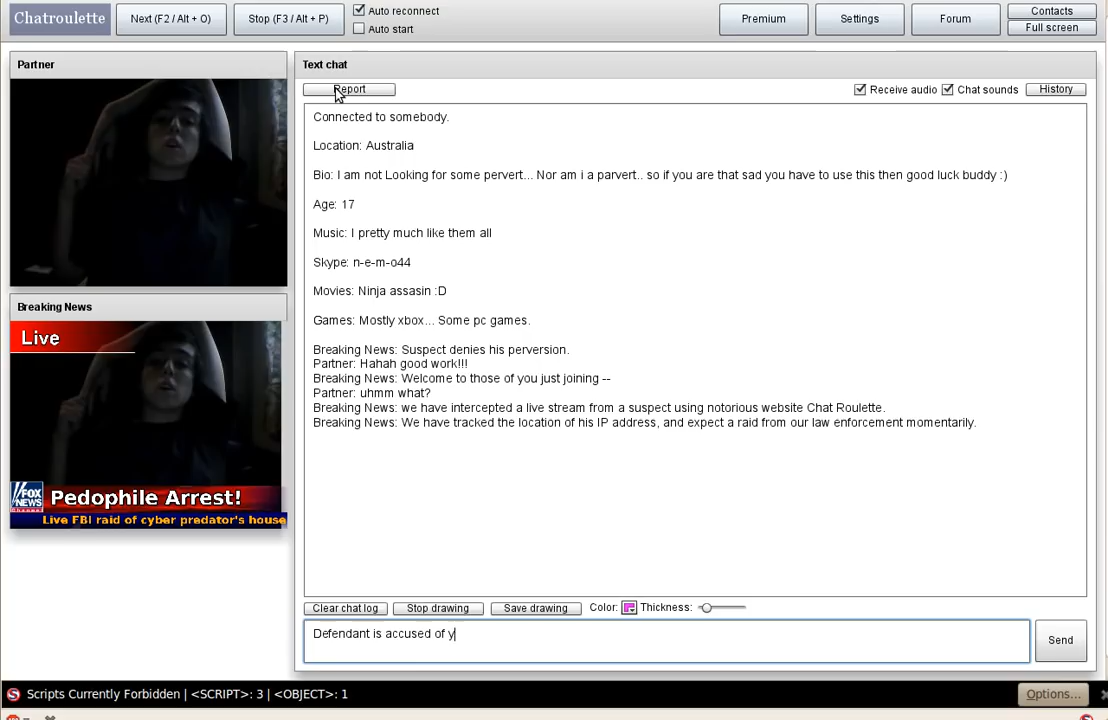 Chatroulette
Next (F2 / Alt + O)
Stop (F3 / Alt + P)
Auto reconnect
Auto start
Premium
Settings
Forum
Contacts
Full screen
Partner
Breaking News
Live
FOX
NEWS
Channel
Pedophile Arrest!
Live FBI raid of cyber predator's house
Text chat
Report
Receive audio
Chat sounds
History
Connected to somebody.
Location: Australia
Bio: I am not Looking for some pervert... Nor am i a parvert.. so if you are that sad you have to use this then good luck buddy :)
Age: 17
Music: I pretty much like them all
Skype: n-e-m-o44
Movies: Ninja assasin :D
Games: Mostly xbox... Some pc games.
Breaking News: Suspect denies his perversion.
Partner: Hahah good work!!!
Breaking News: Welcome to those of you just joining --
Partner: uhmm what?
Breaking News: we have intercepted a live stream from a suspect using notorious website Chat Roulette.
Breaking News: We have tracked the location of his IP address, and expect a raid from our law enforcement momentarily.
Clear chat log
Stop drawing
Save drawing
Color:
Thickness:
Defendant is accused of y
Send
Scripts Currently Forbidden | <SCRIPT>: 3 | <OBJECT>: 1
Options...